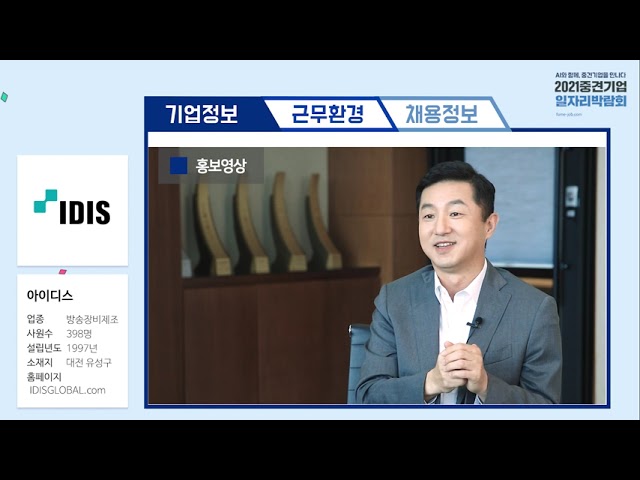 AI와 함께, 중견기업을 만나다
2021중견기업
일자리박람회
기업정보
근무환경
채용정보
홍보영상
IDIS
아이디스
업종 방송장비제조
사원수 398명
설립년도 1997년
소재지 대전 유성구
홈페이지
IDISGLOBAL.com